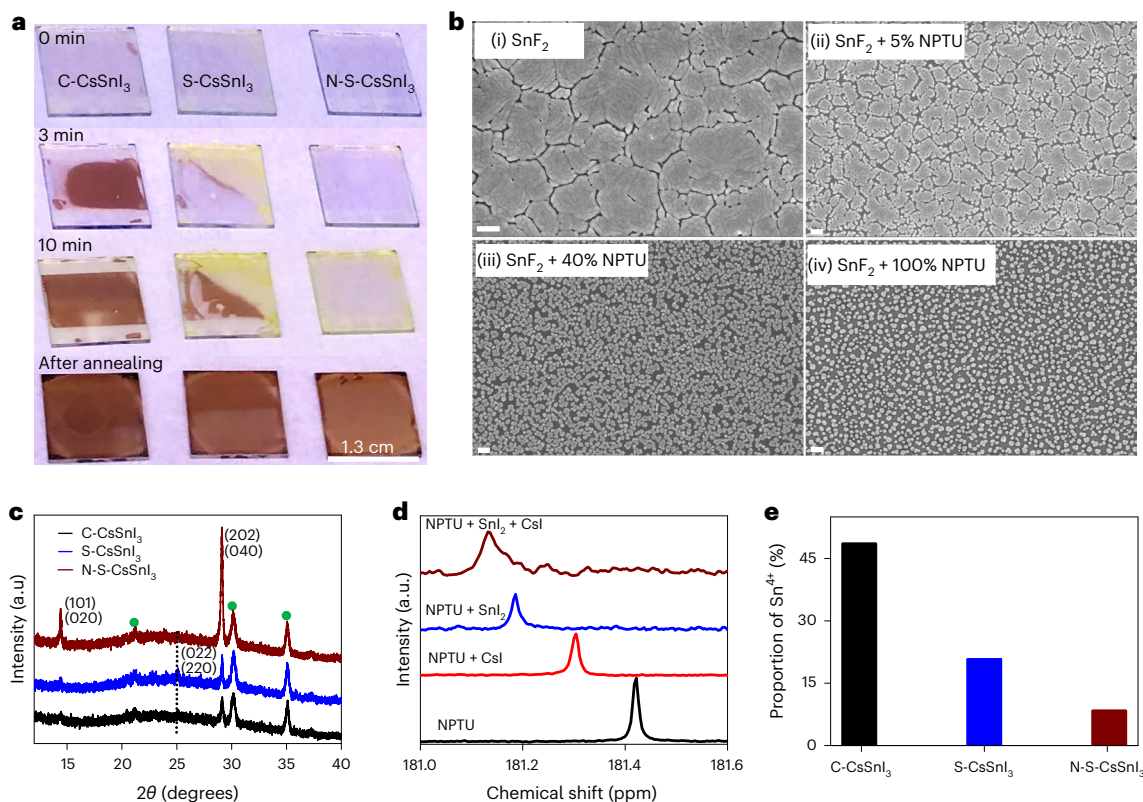 a
0 min
C-CsSnI₃ S-CsSnI₃ N-S-CsSnI₃
3 min
10 min
After annealing
1.3 cm
b
(i) SnF₂
(ii) SnF₂ + 5% NPTU
(iii) SnF₂ + 40% NPTU
(iv) SnF₂ + 100% NPTU
c
C-CsSnI₃
S-CsSnI₃
N-S-CsSnI₃
(202)
(040)
(101)
(020)
(022)
(220)
Intensity (a.u)
15 20 25 30 35 40
2θ (degrees)
d
NPTU + SnI₂ + CsI
NPTU + SnI₂
NPTU + CsI
NPTU
Intensity (a.u.)
181.0 181.2 181.4 181.6
Chemical shift (ppm)
e
Proportion of Sn⁴⁺ (%)
45
30
15
0
C-CsSnI₃ S-CsSnI₃ N-S-CsSnI₃